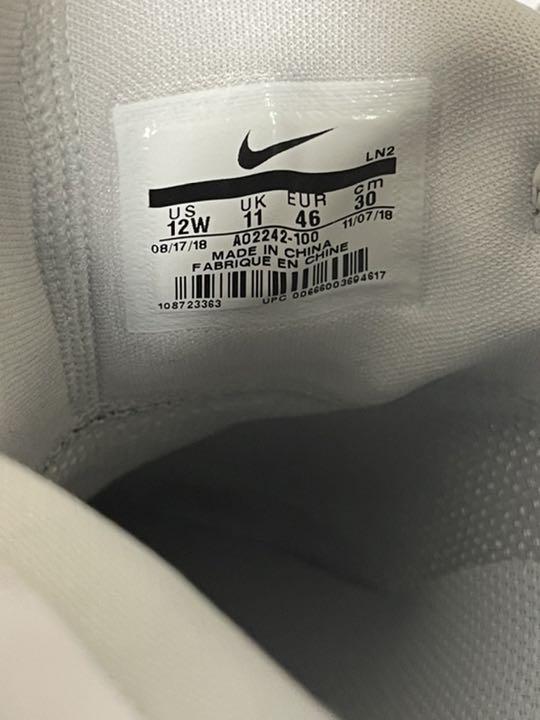 LN2
US UK EUR cm
12W 11 46 30
08/17/18 AO2242-100 11/07/18
MADE IN CHINA
FABRIQUE EN CHINE
108723363 UPC 00666003694617